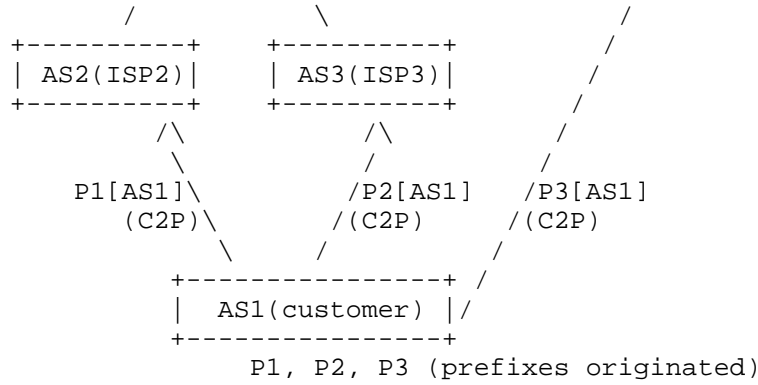 / \ /
+----------+ +----------+ /
| AS2(ISP2)| | AS3(ISP3)| /
+----------+ +----------+ /
/\ /\ /
\ / /
P1[AS1]\ /P2[AS1] /P3[AS1]
(C2P)\ /(C2P) /(C2P)
\ / /
+----------------+ /
| AS1(customer) |/
+----------------+
P1, P2, P3 (prefixes originated)